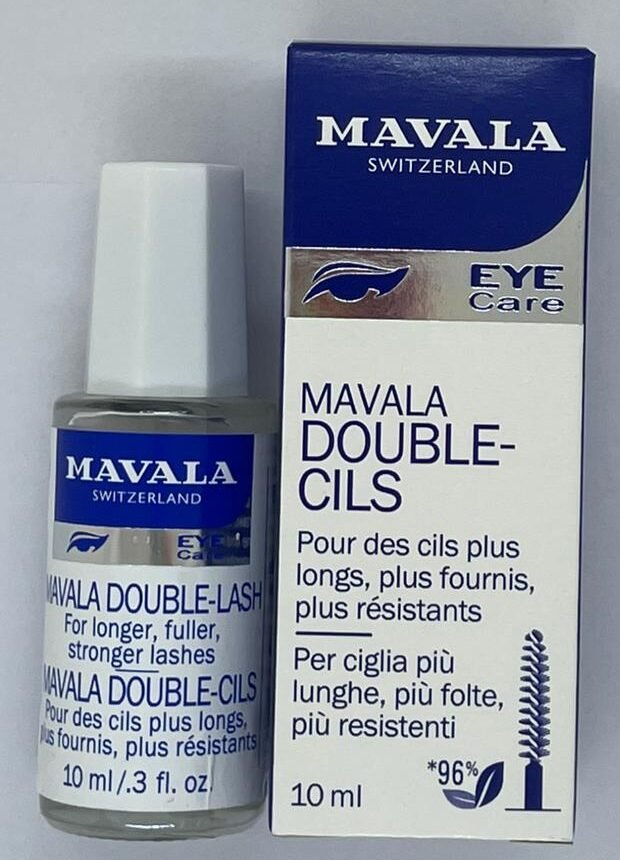 MAVALA
SWITZERLAND
EYE
Care
MAVALA DOUBLE-LASH
For longer, fuller,
stronger lashes
MAVALA DOUBLE-CILS
Pour des cils plus longs,
plus fournis, plus résistants
10 ml/.3 fl. oz.
MAVALA
SWITZERLAND
EYE
Care
MAVALA
DOUBLE-
CILS
Pour des cils plus
longs, plus fournis,
plus résistants
Per ciglia più
lunghe, più folte,
più resistenti
*96%
10 ml